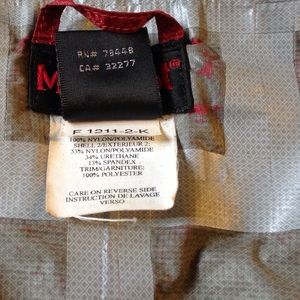 RN# 78448
CA# 32277
M
F 1211-2-K
100% NYLON/POLYAMIDE
SHELL 2/EXTERIEUR 2:
53% NYLON/POLYAMIDE
34% URETHANE
13% SPANDEX
TRIM/GARNITURE:
100% POLYESTER
CARE ON REVERSE SIDE
INSTRUCTION DE LAVAGE
VERSO